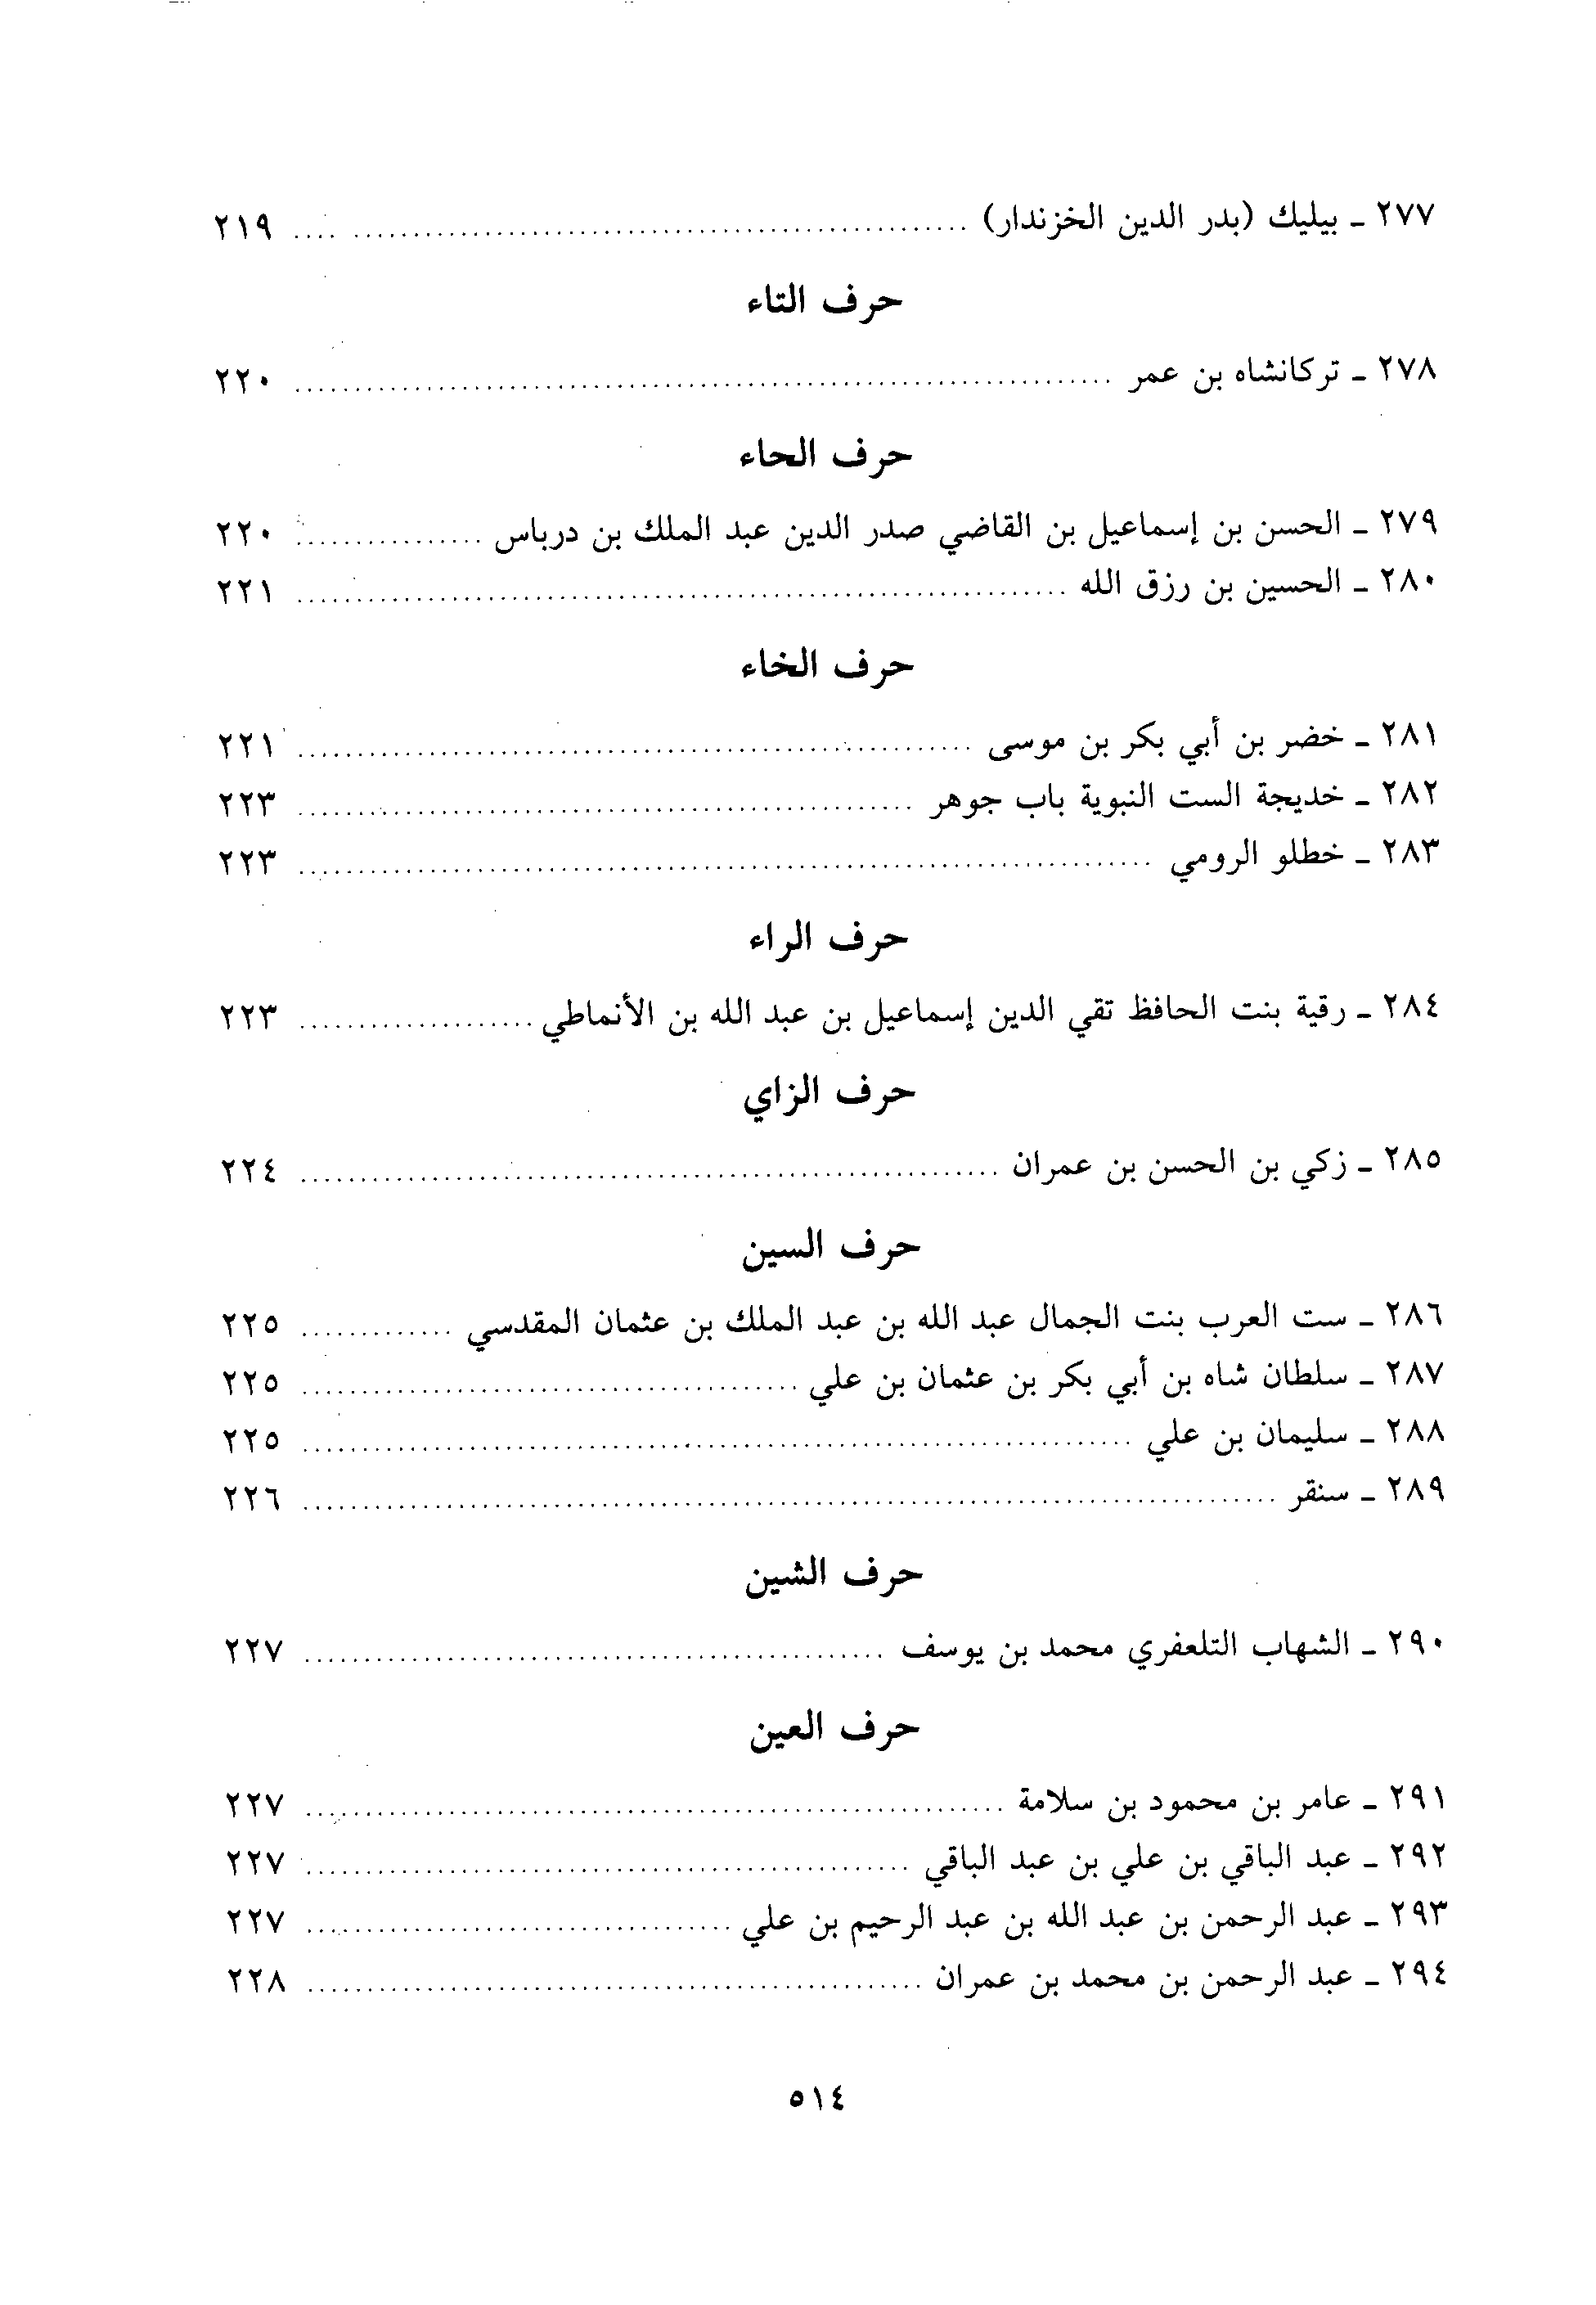 ٢٧٧ ـ بيليك (بدر الدين الخزندار) ........ ٢١٩
حرف التاء
٢٧٨ ـ تركانشاه بن عمر ........ ٢٢٠
حرف الحاء
٢٧٩ ـ الحسن بن إسماعيل بن القاضي صدر الدين عبد الملك بن درباس ........ ٢٢٠
٢٨٠ ـ الحسين بن رزق الله ........ ٢٢١
حرف الخاء
٢٨١ ـ خضر بن أبي بكر بن موسى ........ ٢٢١
٢٨٢ ـ خديجة الست النبوية باب جوهر ........ ٢٢٣
٢٨٣ ـ خطلو الرومي ........ ٢٢٣
حرف الراء
٢٨٤ ـ رقية بنت الحافظ تقي الدين إسماعيل بن عبد الله بن الأنماطي ........ ٢٢٣
حرف الزاي
٢٨٥ ـ زكي بن الحسن بن عمران ........ ٢٢٤
حرف السين
٢٨٦ ـ ست العرب بنت الجمال عبد الله بن عبد الملك بن عثمان المقدسي ........ ٢٢٥
٢٨٧ ـ سلطان شاه بن أبي بكر بن عثمان بن علي ........ ٢٢٥
٢٨٨ ـ سليمان بن علي ........ ٢٢٥
٢٨٩ ـ سنقر ........ ٢٢٦
حرف الشين
٢٩٠ ـ الشهاب التلعفري محمد بن يوسف ........ ٢٢٧
حرف العين
٢٩١ ـ عامر بن محمود بن سلامة ........ ٢٢٧
٢٩٢ ـ عبد الباقي بن علي بن عبد الباقي ........ ٢٢٧
٢٩٣ ـ عبد الرحمن بن عبد الله بن عبد الرحيم بن علي ........ ٢٢٧
٢٩٤ ـ عبد الرحمن بن محمد بن عمران ........ ٢٢٨
٥١٤